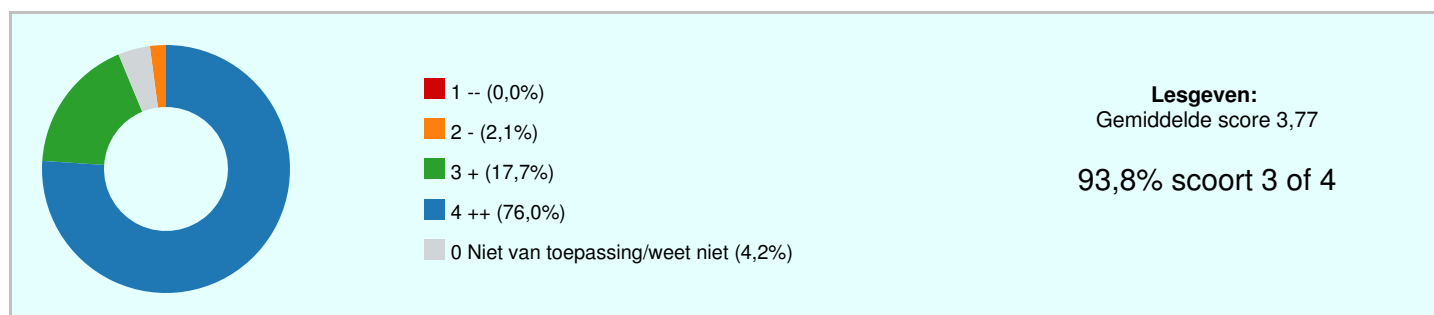 1 -- (0,0%)
2 - (2,1%)
3 + (17,7%)
4 ++ (76,0%)
0 Niet van toepassing/weet niet (4,2%)
Lesgeven:
Gemiddelde score 3,77
93,8% scoort 3 of 4